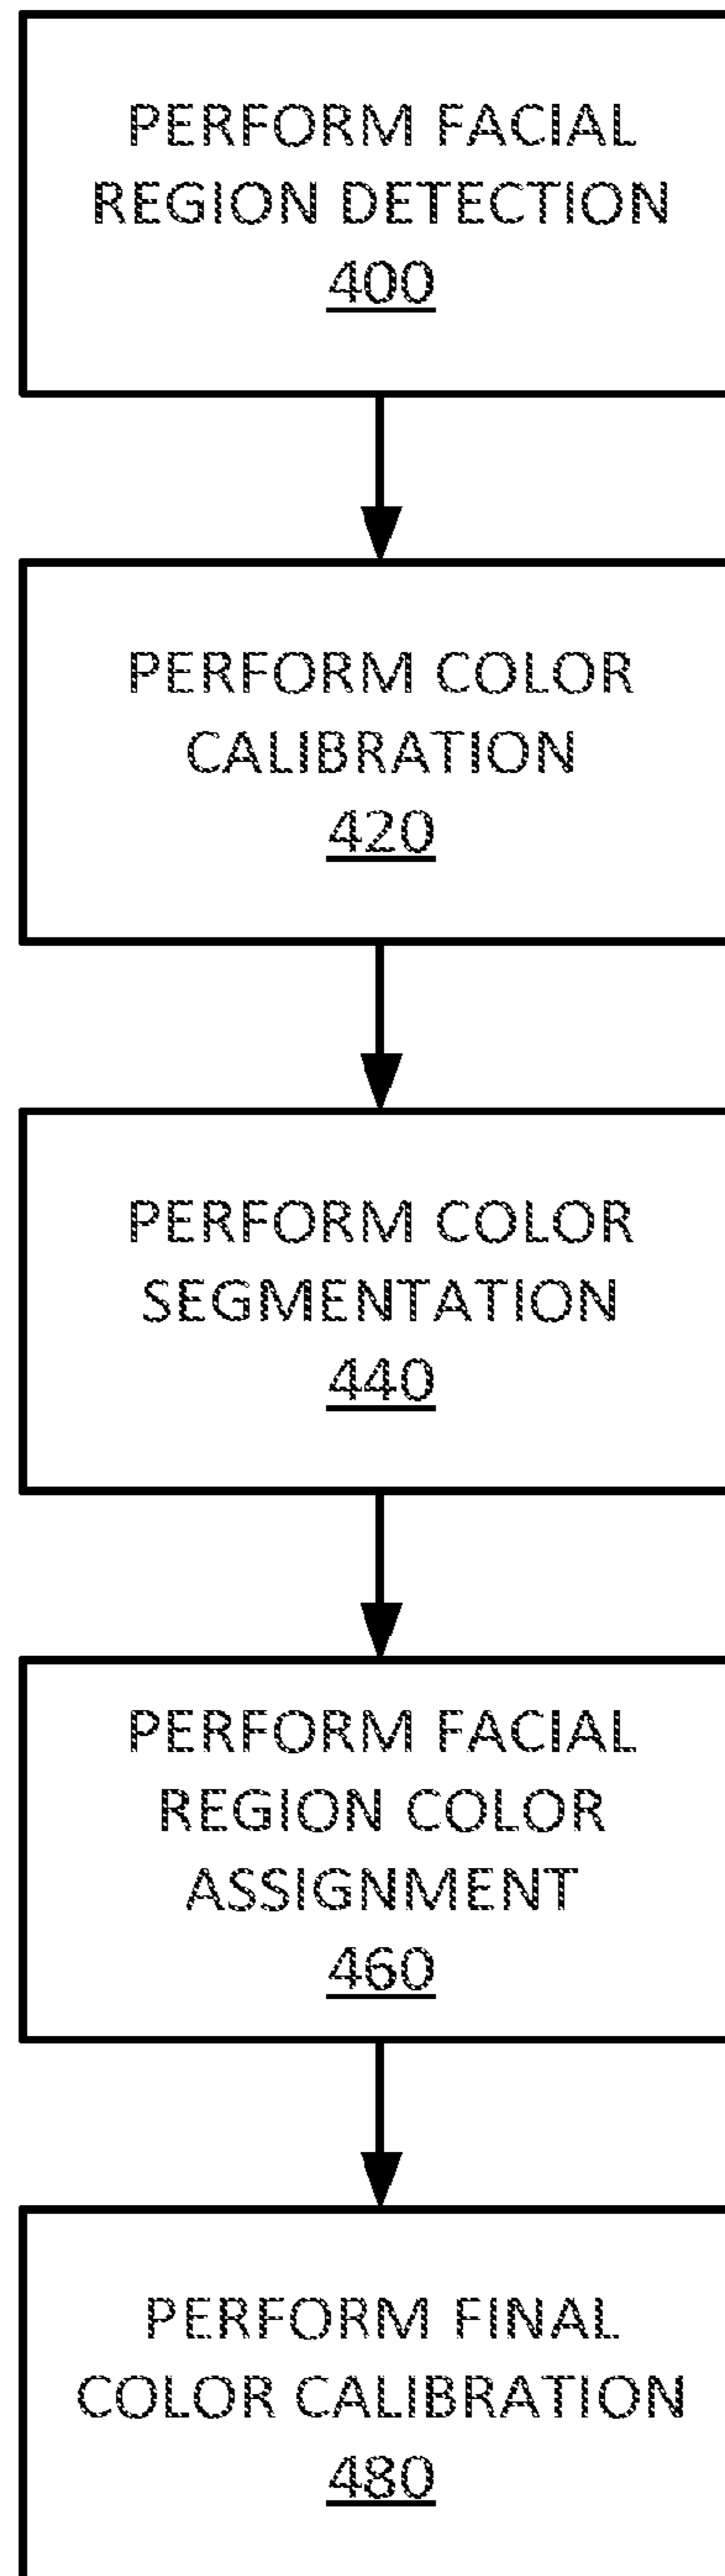 PERFORM FACIAL
REGION DETECTION
400
PERFORM COLOR
CALIBRATION
420
PERFORM COLOR
SEGMENTATION
440
PERFORM FACIAL
REGION COLOR
ASSIGNMENT
460
PERFORM FINAL
COLOR CALIBRATION
480